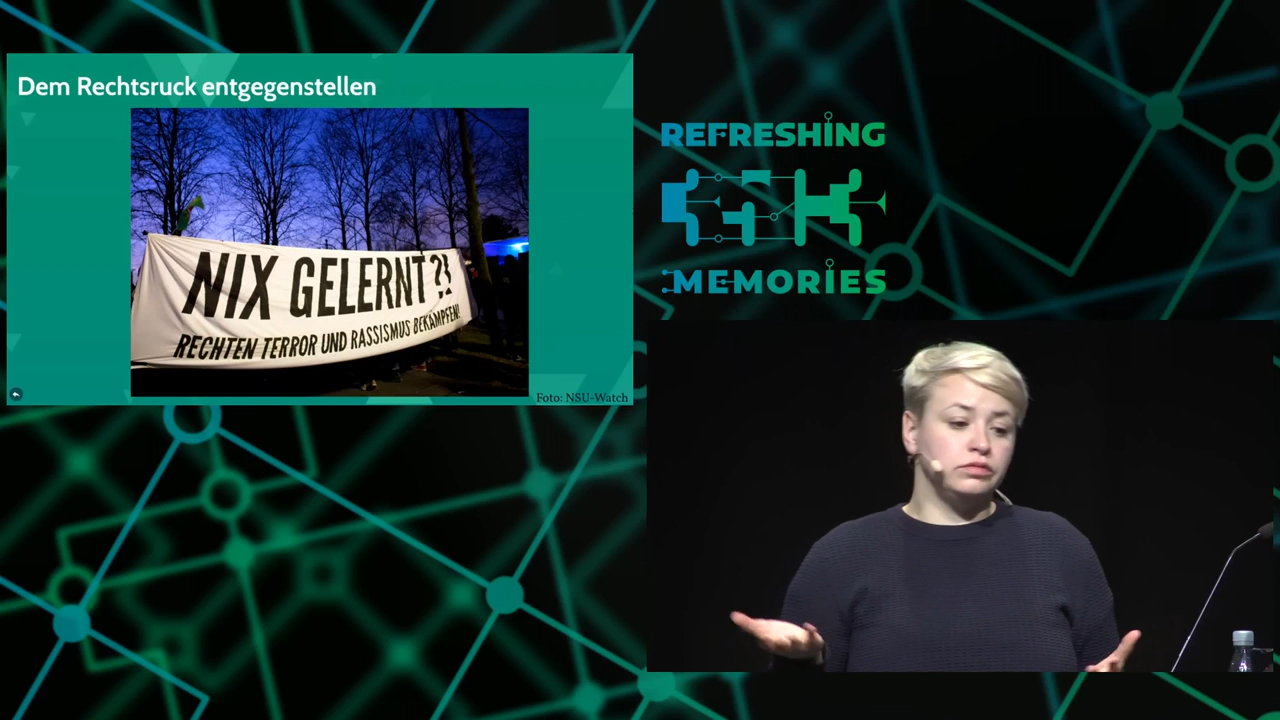 Dem Rechtsruck entgegenstellen
NIX GELERNT?!
RECHTEN TERROR UND RASSISMUS BEKÄMPFEN!
Foto: NSU-Watch
REFRESHING
MEMORIES